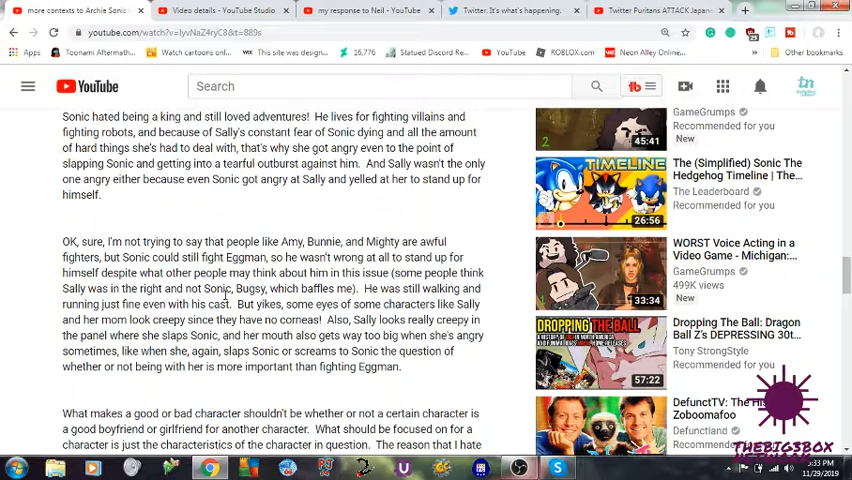 more contexts to Archie Sonic
Video details - YouTube Studio
my response to Neil - YouTube
Twitter. It's what's happening.
Twitter Puritans ATTACK Japan
youtube.com/watch?v=IyvNaZ4ryC8&t=889s
Toonami Aftermath
Watch cartoons onl...
This site was design...
16,776
Statued Discord Re...
YouTube
ROBLOX.com
Neon Alley Online...
Other bookmarks
YouTube
Search
Sonic hated being a king and still loved adventures! He lives for fighting villains and
fighting robots, and because of Sally's constant fear of Sonic dying and all the amount
of hard things she's had to deal with, that's why she got angry even to the point of
slapping Sonic and getting into a tearful outburst against him. And Sally wasn't the only
one angry either because even Sonic got angry at Sally and yelled at her to stand up for
himself.
OK, sure, I'm not trying to say that people like Amy, Bunnie, and Mighty are awful
fighters, but Sonic could still fight Eggman, so he wasn't wrong at all to stand up for
himself despite what other people may think about him in this issue (some people think
Sally was in the right and not Sonic, Bugsy, which baffles me). He was still walking and
running just fine even with his cast. But yikes, some eyes of some characters like Sally
and her mom look creepy since they have no corneas! Also, Sally looks really creepy in
the panel where she slaps Sonic, and her mouth also gets way too big when she's angry
sometimes, like when she, again, slaps Sonic or screams to Sonic the question of
whether or not being with her is more important than fighting Eggman.
What makes a good or bad character shouldn't be whether or not a certain character is
a good boyfriend or girlfriend for another character. What should be focused on for a
character is just the characteristics of the character in question. The reason that I hate
GameGrumps
Recommended for you
New
45:41
TIMELINE
26:56
The (Simplified) Sonic The
Hedgehog Timeline | The...
The Leaderboard
Recommended for you
33:34
WORST Voice Acting in a
Video Game - Michigan:...
GameGrumps
499K views
New
DROPPING THE BALL
57:22
Dropping The Ball: Dragon
Ball Z's DEPRESSING 30t...
Tony StrongStyle
Recommended for you
DefunctTV: The His
Zoboomafoo
Defunctland
Recommended
THEBIG3BOX
NETWORK
5:33 PM
11/29/2019